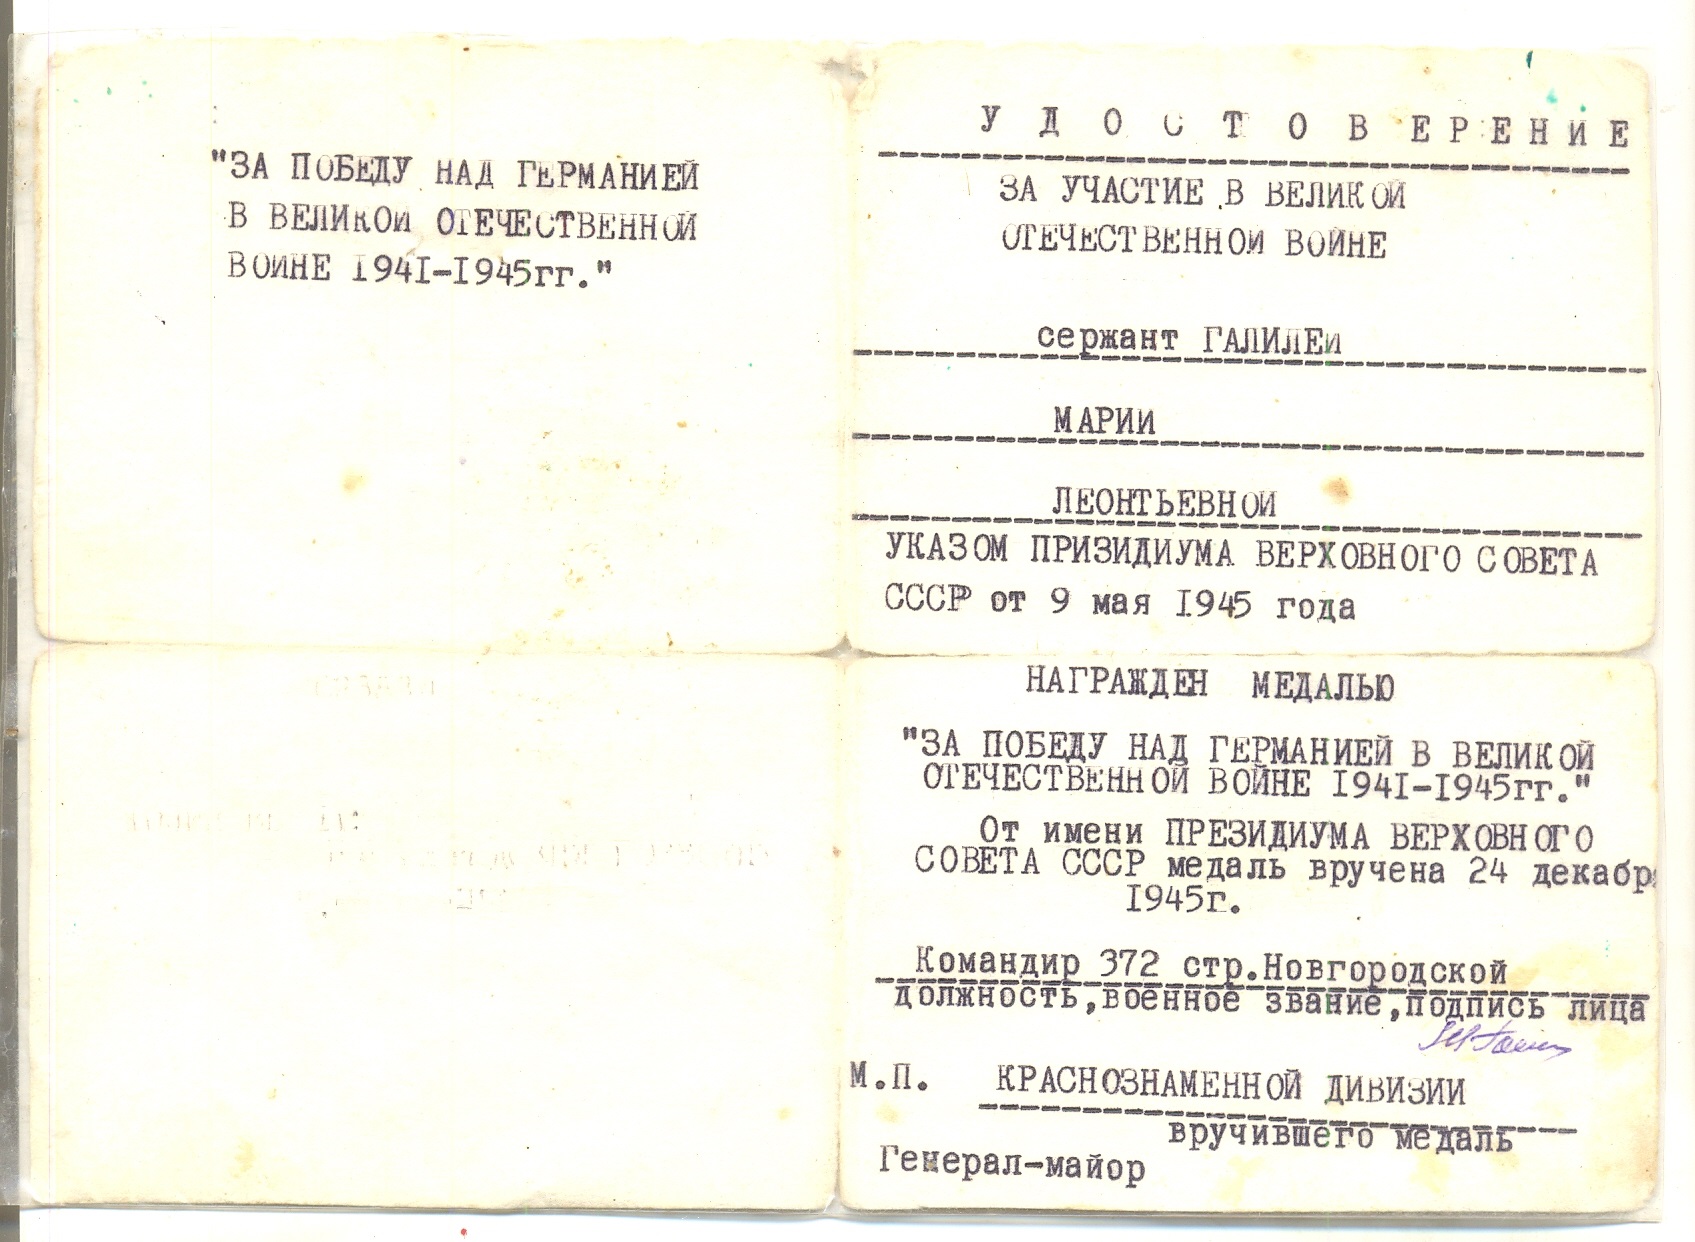 "ЗА ПОБЕДУ НАД ГЕРМАНИЕЙ
В ВЕЛИКОЙ ОТЕЧЕСТВЕННОЙ
ВОЙНЕ 1941-1945гг."
УДОСТОВЕРЕНИЕ
ЗА УЧАСТИЕ В ВЕЛИКОЙ
ОТЕЧЕСТВЕННОЙ ВОЙНЕ
сержант ГАЛИЛЕЙ
МАРИИ
ЛЕОНТЬЕВНОЙ
УКАЗОМ ПРИЗИДИУМА ВЕРХОВНОГО СОВЕТА
СССР от 9 мая 1945 года
НАГРАЖДЕН МЕДАЛЬЮ
"ЗА ПОБЕДУ НАД ГЕРМАНИЕЙ В ВЕЛИКОЙ
ОТЕЧЕСТВЕННОЙ ВОЙНЕ 1941-1945гг."
От имени ПРЕЗИДИУМА ВЕРХОВНОГО
СОВЕТА СССР медаль вручена 24 декабря
1945г.
Командир 372 стр.Новгородской
должность,военное звание,подпись лица
М.П. КРАСНОЗНАМЕННОЙ ДИВИЗИИ
вручившего медаль
Генерал-майор